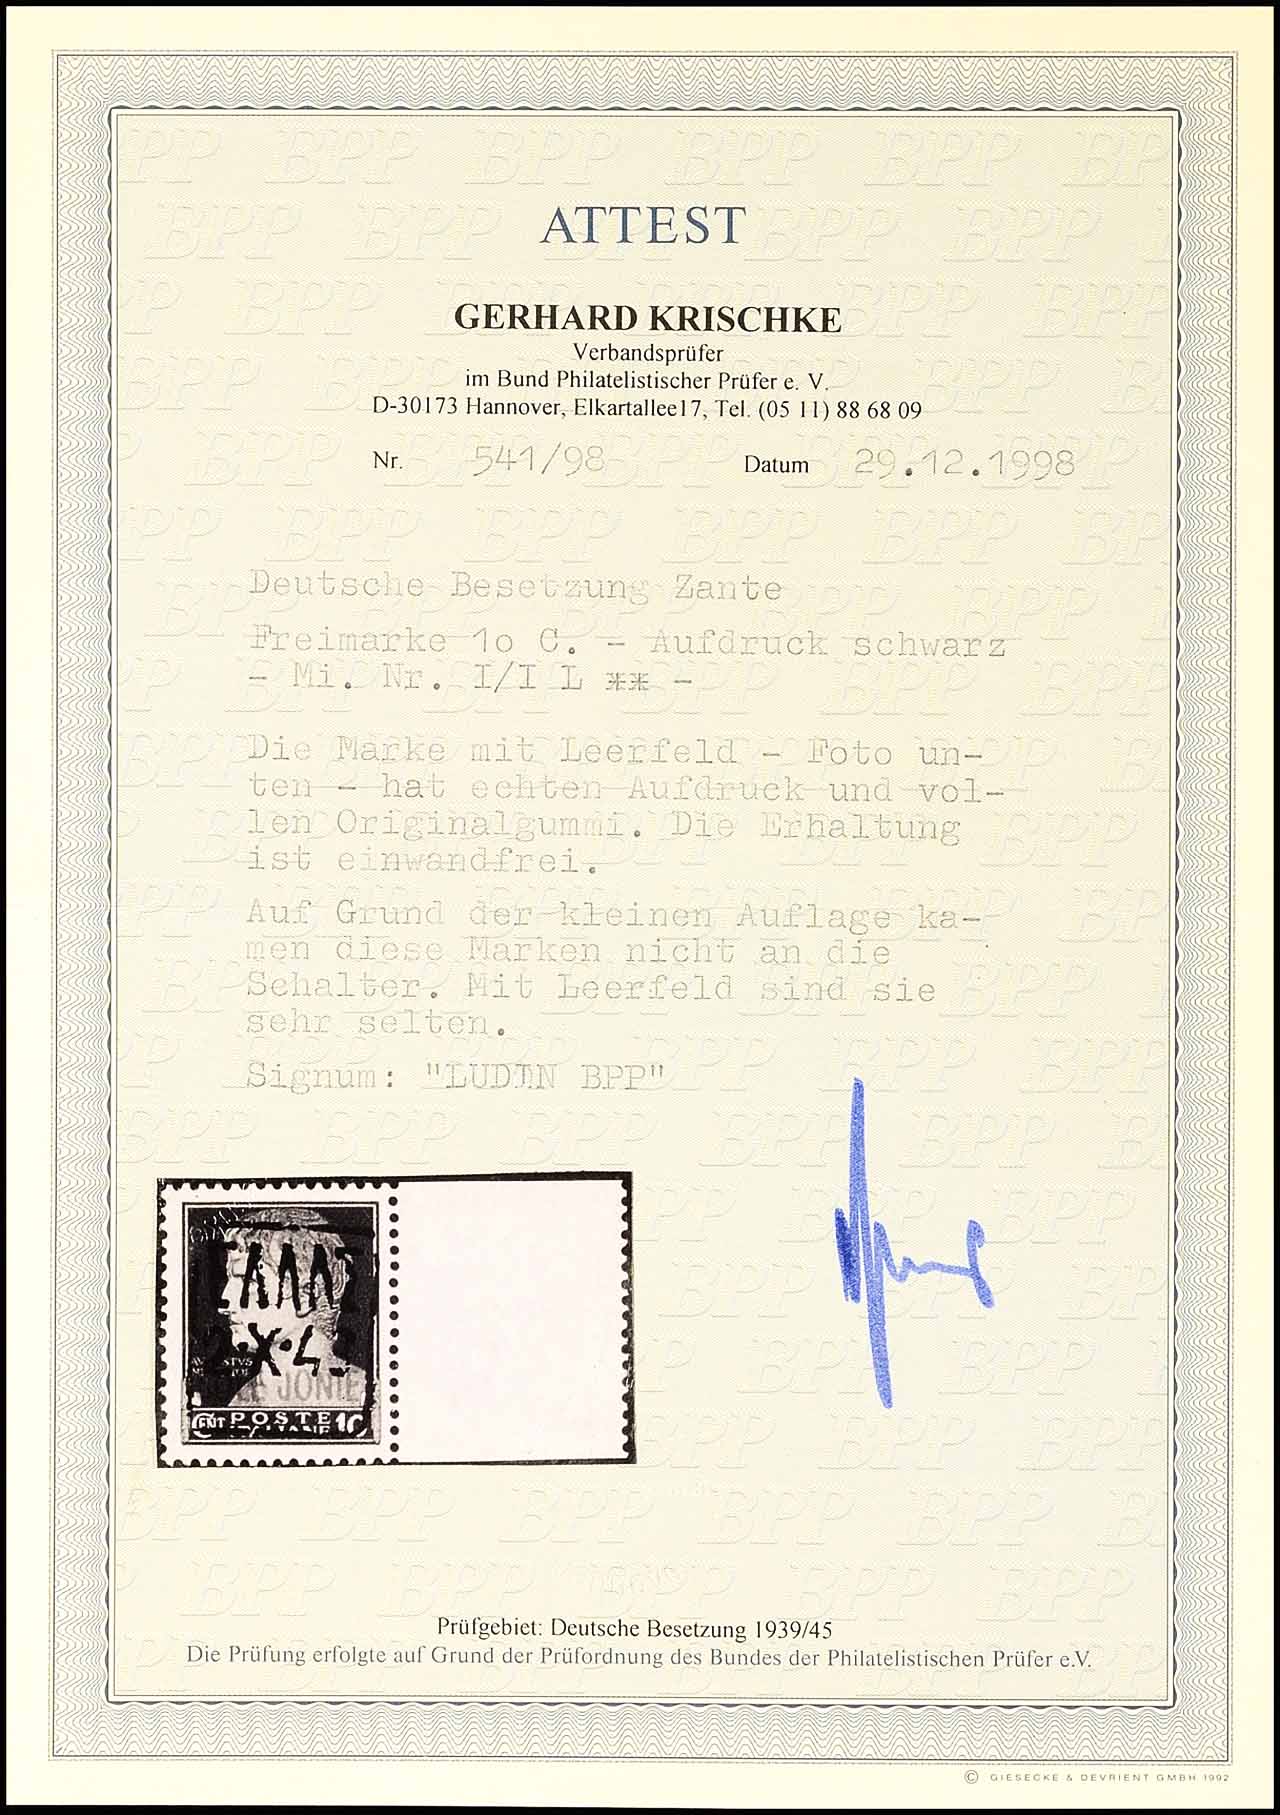 ATTEST
GERHARD KRISCHKE
Verbandsprüfer
im Bund Philatelistischer Prüfer e. V.
D-30173 Hannover, Elkartallee17, Tel. (05 11) 88 68 09
Nr. 541/98 Datum 29.12.1998
Deutsche Besetzung Zante
Freimarke 1o C. - Aufdruck schwarz
- Mi. Nr. I/I L ** -
Die Marke mit Leerfeld - Foto un-
ten - hat echten Aufdruck und vol-
len Originalgummi. Die Erhaltung
ist einwandfrei.
Auf Grund der kleinen Auflage ka-
men diese Marken nicht an die
Schalter. Mit Leerfeld sind sie
sehr selten.
Signum: "LUDIN BPP"
2·X·43
JONIE
POSTE
10
Prüfgebiet: Deutsche Besetzung 1939/45
Die Prüfung erfolgte auf Grund der Prüfordnung des Bundes der Philatelistischen Prüfer e.V.
© GIESECKE & DEVRIENT GMBH 1992